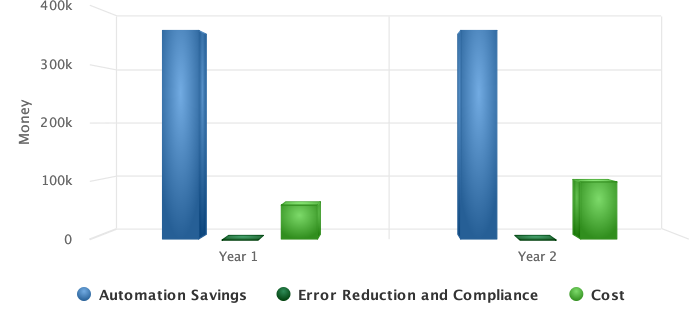 400k
300k
Money
200k
100k
0
Year 1 Year 2
Automation Savings Error Reduction and Compliance Cost